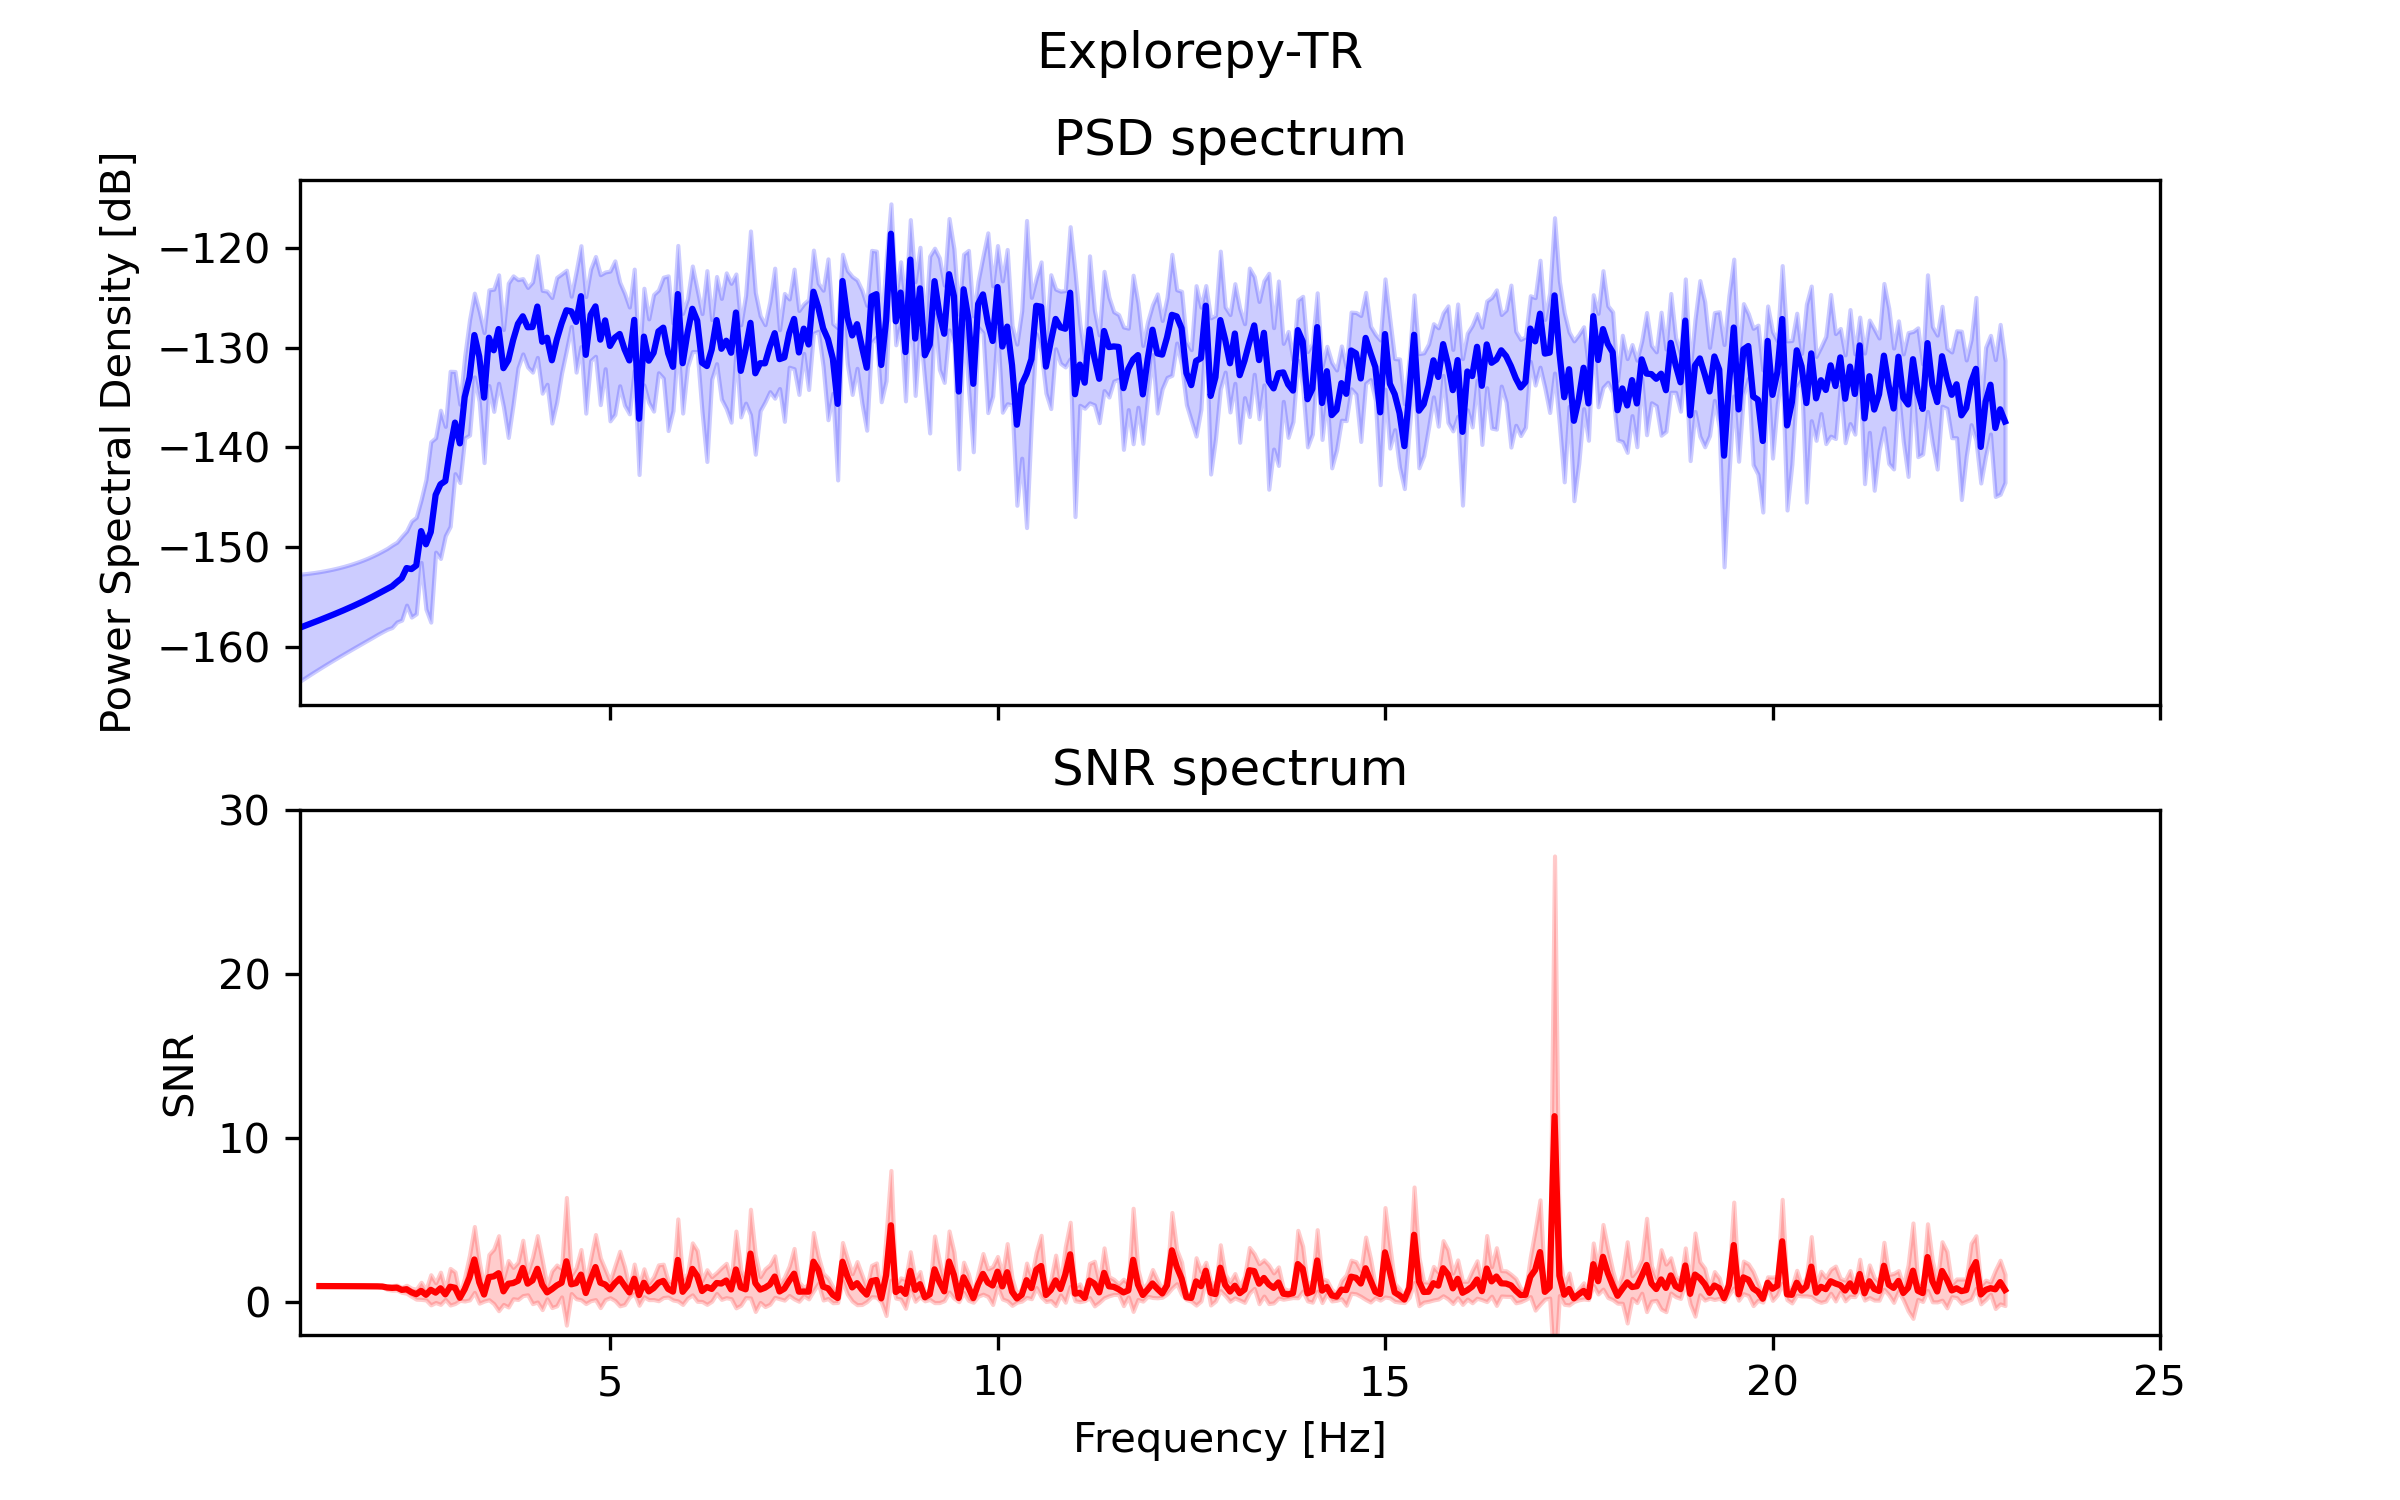 Explorepy-TR
PSD spectrum
Power Spectral Density [dB]
−120
−130
−140
−150
−160
SNR spectrum
SNR
30
20
10
0
5
10
15
20
25
Frequency [Hz]